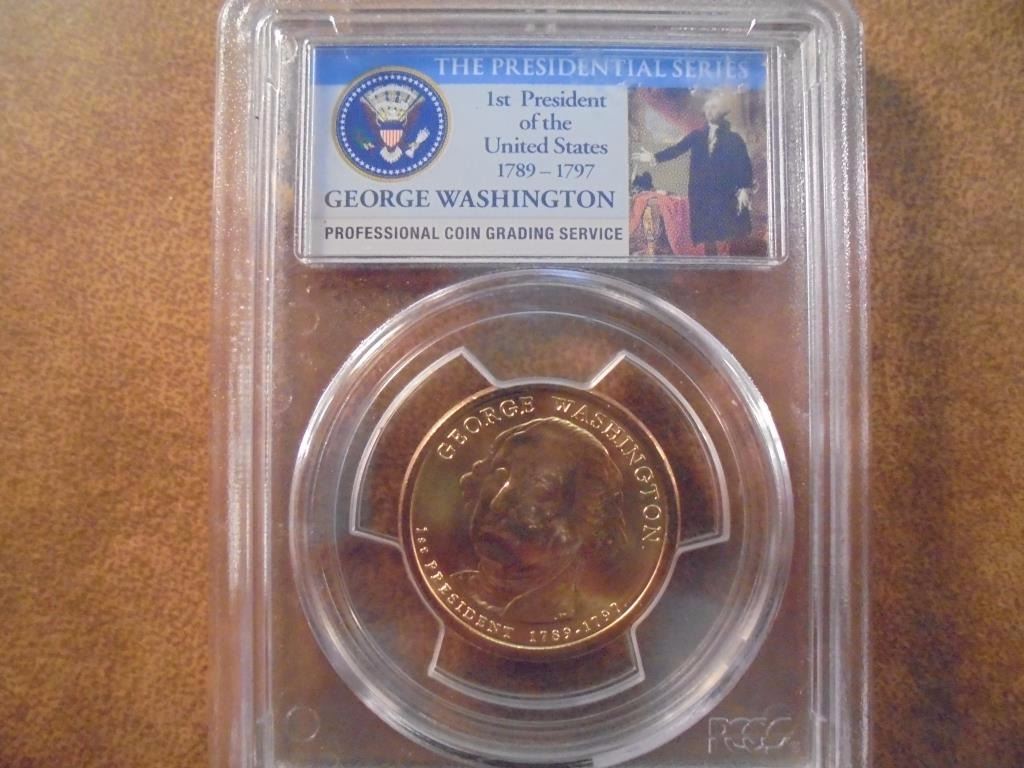 THE PRESIDENTIAL SERIES
1st President
of the
United States
1789 – 1797
GEORGE WASHINGTON
PROFESSIONAL COIN GRADING SERVICE
GEORGE WASHINGTON
1st PRESIDENT 1789-1797
PCGS